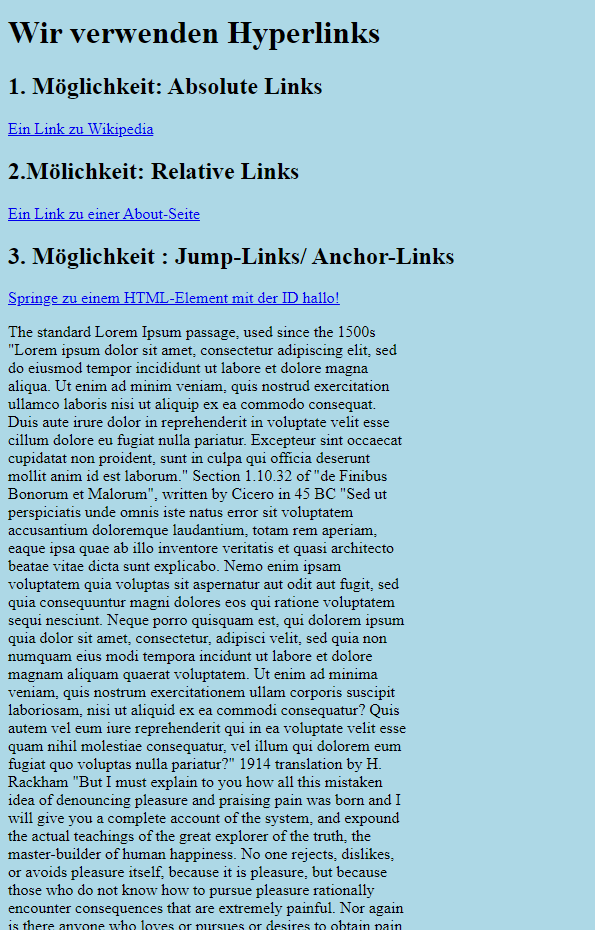 Wir verwenden Hyperlinks
1. Möglichkeit: Absolute Links
Ein Link zu Wikipedia
2.Mölichkeit: Relative Links
Ein Link zu einer About-Seite
3. Möglichkeit : Jump-Links/ Anchor-Links
Springe zu einem HTML-Element mit der ID hallo!
The standard Lorem Ipsum passage, used since the 1500s
"Lorem ipsum dolor sit amet, consectetur adipiscing elit, sed
do eiusmod tempor incididunt ut labore et dolore magna
aliqua. Ut enim ad minim veniam, quis nostrud exercitation
ullamco laboris nisi ut aliquip ex ea commodo consequat.
Duis aute irure dolor in reprehenderit in voluptate velit esse
cillum dolore eu fugiat nulla pariatur. Excepteur sint occaecat
cupidatat non proident, sunt in culpa qui officia deserunt
mollit anim id est laborum." Section 1.10.32 of "de Finibus
Bonorum et Malorum", written by Cicero in 45 BC "Sed ut
perspiciatis unde omnis iste natus error sit voluptatem
accusantium doloremque laudantium, totam rem aperiam,
eaque ipsa quae ab illo inventore veritatis et quasi architecto
beatae vitae dicta sunt explicabo. Nemo enim ipsam
voluptatem quia voluptas sit aspernatur aut odit aut fugit, sed
quia consequuntur magni dolores eos qui ratione voluptatem
sequi nesciunt. Neque porro quisquam est, qui dolorem ipsum
quia dolor sit amet, consectetur, adipisci velit, sed quia non
numquam eius modi tempora incidunt ut labore et dolore
magnam aliquam quaerat voluptatem. Ut enim ad minima
veniam, quis nostrum exercitationem ullam corporis suscipit
laboriosam, nisi ut aliquid ex ea commodi consequatur? Quis
autem vel eum iure reprehenderit qui in ea voluptate velit esse
quam nihil molestiae consequatur, vel illum qui dolorem eum
fugiat quo voluptas nulla pariatur?" 1914 translation by H.
Rackham "But I must explain to you how all this mistaken
idea of denouncing pleasure and praising pain was born and I
will give you a complete account of the system, and expound
the actual teachings of the great explorer of the truth, the
master-builder of human happiness. No one rejects, dislikes,
or avoids pleasure itself, because it is pleasure, but because
those who do not know how to pursue pleasure rationally
encounter consequences that are extremely painful. Nor again
is there anyone who loves or pursues or desires to obtain pain